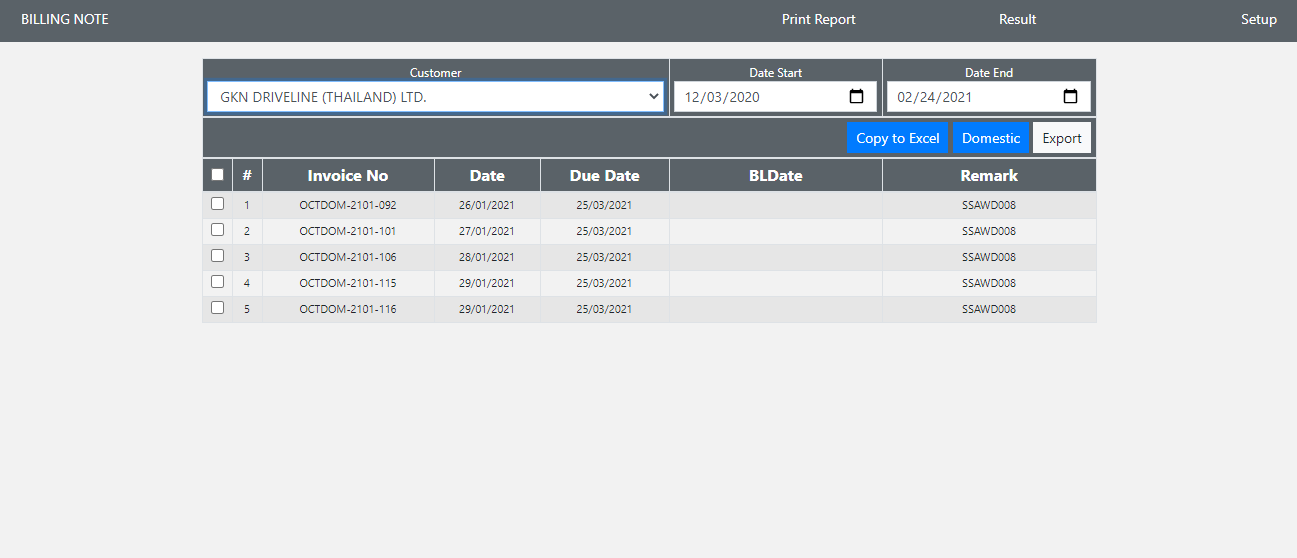 BILLING NOTE Print Report Result Setup
Customer Date Start Date End
GKN DRIVELINE (THAILAND) LTD. 12/03/2020 02/24/2021
Copy to Excel Domestic Export
# Invoice No Date Due Date BLDate Remark
1 OCTDOM-2101-092 26/01/2021 25/03/2021 SSAWD008
2 OCTDOM-2101-101 27/01/2021 25/03/2021 SSAWD008
3 OCTDOM-2101-106 28/01/2021 25/03/2021 SSAWD008
4 OCTDOM-2101-115 29/01/2021 25/03/2021 SSAWD008
5 OCTDOM-2101-116 29/01/2021 25/03/2021 SSAWD008